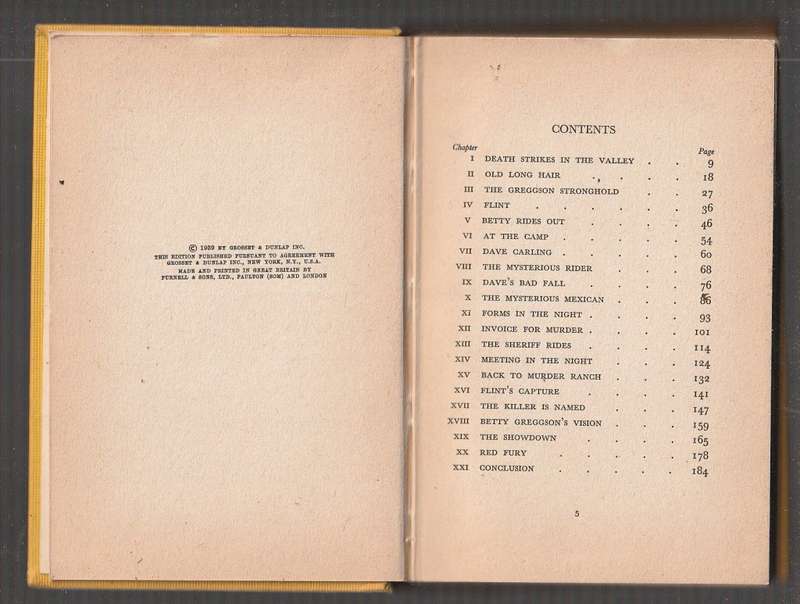 © 1939 BY GROSSET & DUNLAP INC.
THIS EDITION PUBLISHED PURSUANT TO AGREEMENT WITH
GROSSET & DUNLAP INC., NEW YORK, N.Y., U.S.A.
MADE AND PRINTED IN GREAT BRITAIN BY
PURNELL & SONS, LTD., PAULTON (SOM) AND LONDON
CONTENTS
Chapter Page
I DEATH STRIKES IN THE VALLEY . . 9
II OLD LONG HAIR . . . . 18
III THE GREGGSON STRONGHOLD . . 27
IV FLINT . . . . . . 36
V BETTY RIDES OUT . . . . 46
VI AT THE CAMP . . . . . 54
VII DAVE CARLING . . . . . 60
VIII THE MYSTERIOUS RIDER . . . 68
IX DAVE'S BAD FALL . . . . 76
X THE MYSTERIOUS MEXICAN . . . 86
XI FORMS IN THE NIGHT . . . . 93
XII INVOICE FOR MURDER . . . . 101
XIII THE SHERIFF RIDES . . . . 114
XIV MEETING IN THE NIGHT . . . 124
XV BACK TO MURDER RANCH . . . 132
XVI FLINT'S CAPTURE . . . . 141
XVII THE KILLER IS NAMED . . . 147
XVIII BETTY GREGGSON'S VISION . . . 159
XIX THE SHOWDOWN . . . . 165
XX RED FURY . . . . . 178
XXI CONCLUSION . . . . . 184
5